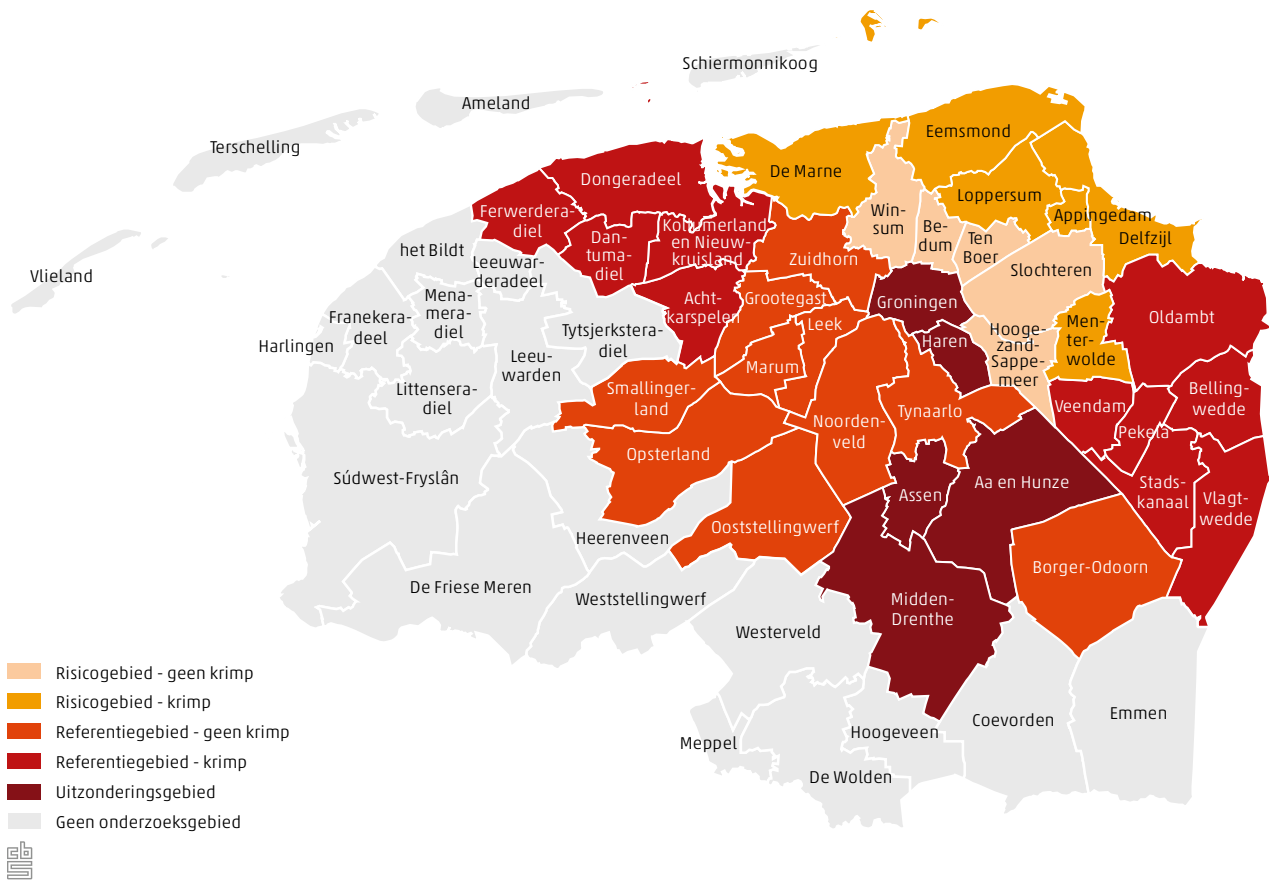 Schiermonnikoog
Ameland
Terschelling
Vlieland
Eemsmond
De Marne
Dongeradeel
Loppersum
Ferwerdera-
diel
Win-
sum
Appingedam
Kollumerland
en Nieuw-
kruisland
Be-
dum
Ten
Boer
Delfzijl
Dan-
tuma-
diel
het Bildt
Leeuwar-
deradeel
Zuidhorn
Slochteren
Mena-
mera-
diel
Acht-
karspelen
Grootegast
Groningen
Franekera-
deel
Harlingen
Tytsjerkstera-
diel
Leek
Haren
Hooge-
zand-
Sappe-
meer
Men-
ter-
wolde
Oldambt
Leeu-
warden
Marum
Littensera-
diel
Smallinger-
land
Noorden-
veld
Tynaarlo
Veendam
Belling-
wedde
Pekela
Opsterland
Súdwest-Fryslân
Assen
Aa en Hunze
Stads-
kanaal
Vlagt-
wedde
Heerenveen
Ooststellingwerf
De Friese Meren
Weststellingwerf
Borger-Odoorn
Midden-
Drenthe
Westerveld
Coevorden
Emmen
Meppel
Hoogeveen
De Wolden
Risicogebied - geen krimp
Risicogebied - krimp
Referentiegebied - geen krimp
Referentiegebied - krimp
Uitzonderingsgebied
Geen onderzoeksgebied
cbs